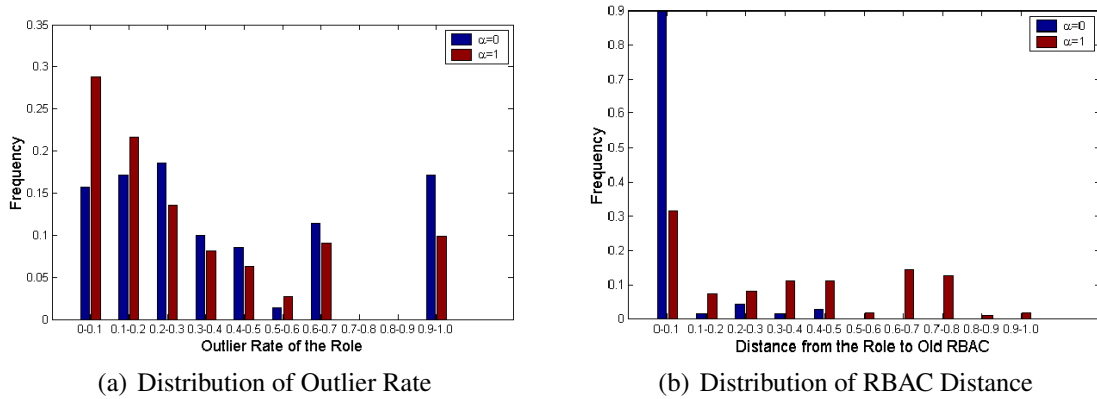 0.35
0.3
0.25
0.2
0.15
0.1
0.05
0
Frequency
α=0
α=1
0-0.1 0.1-0.2 0.2-0.3 0.3-0.4 0.4-0.5 0.5-0.6 0.6-0.7 0.7-0.8 0.8-0.9 0.9-1.0
Outlier Rate of the Role
(a) Distribution of Outlier Rate
0.9
0.8
0.7
0.6
0.5
0.4
0.3
0.2
0.1
0
Frequency
α=0
α=1
0-0.1 0.1-0.2 0.2-0.3 0.3-0.4 0.4-0.5 0.5-0.6 0.6-0.7 0.7-0.8 0.8-0.9 0.9-1.0
Distance from the Role to Old RBAC
(b) Distribution of RBAC Distance